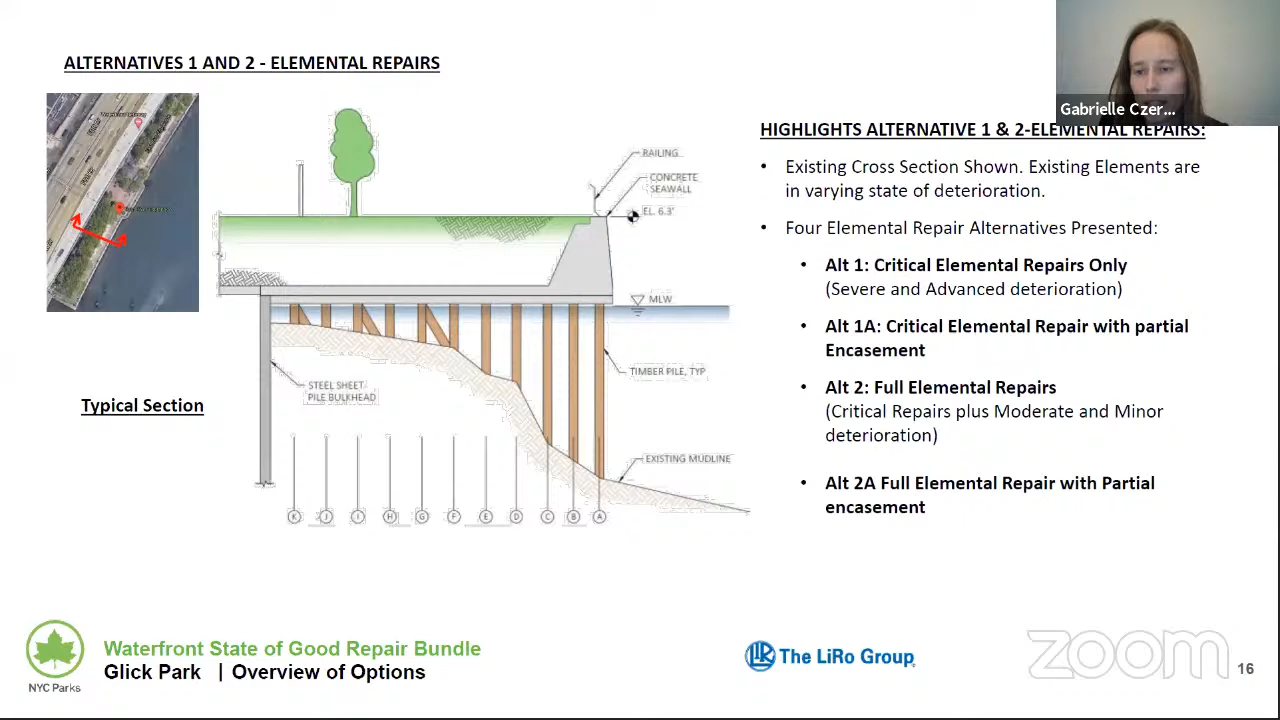 ALTERNATIVES 1 AND 2 - ELEMENTAL REPAIRS
Gabrielle Czer...
HIGHLIGHTS ALTERNATIVE 1 & 2-ELEMENTAL REPAIRS:
• Existing Cross Section Shown. Existing Elements are
in varying state of deterioration.
• Four Elemental Repair Alternatives Presented:
• Alt 1: Critical Elemental Repairs Only
(Severe and Advanced deterioration)
• Alt 1A: Critical Elemental Repair with partial
Encasement
• Alt 2: Full Elemental Repairs
(Critical Repairs plus Moderate and Minor
deterioration)
• Alt 2A Full Elemental Repair with Partial
encasement
RAILING
CONCRETE
SEAWALL
EL. 6.3'
MLW
TIMBER PILE, TYP
STEEL SHEET
PILE BULKHEAD
EXISTING MUDLINE
K J I H G F E D C B A
Typical Section
NYC Parks
Waterfront State of Good Repair Bundle
Glick Park | Overview of Options
LiRo
The LiRo Group
zoom
16